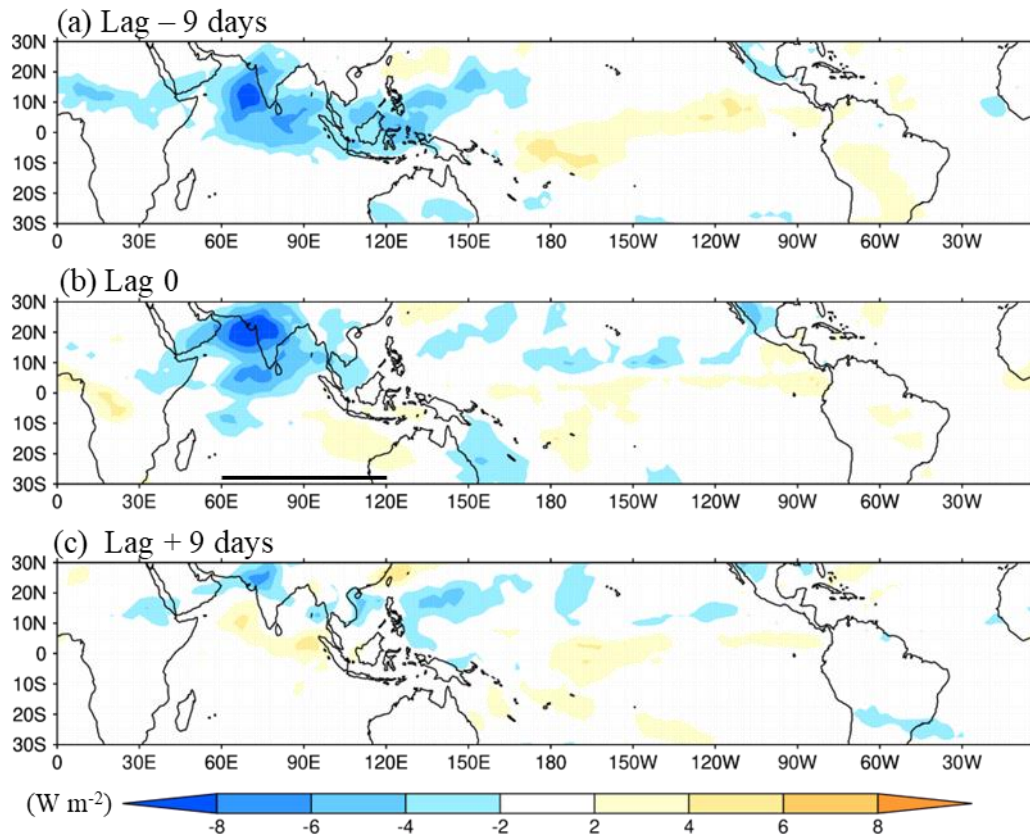 (a) Lag – 9 days
30N
20N
10N
0
10S
20S
30S
0 30E 60E 90E 120E 150E 180 150W 120W 90W 60W 30W
(b) Lag 0
30N
20N
10N
0
10S
20S
30S
0 30E 60E 90E 120E 150E 180 150W 120W 90W 60W 30W
(c) Lag + 9 days
30N
20N
10N
0
10S
20S
30S
0 30E 60E 90E 120E 150E 180 150W 120W 90W 60W 30W
(W m-2)
-8 -6 -4 -2 2 4 6 8